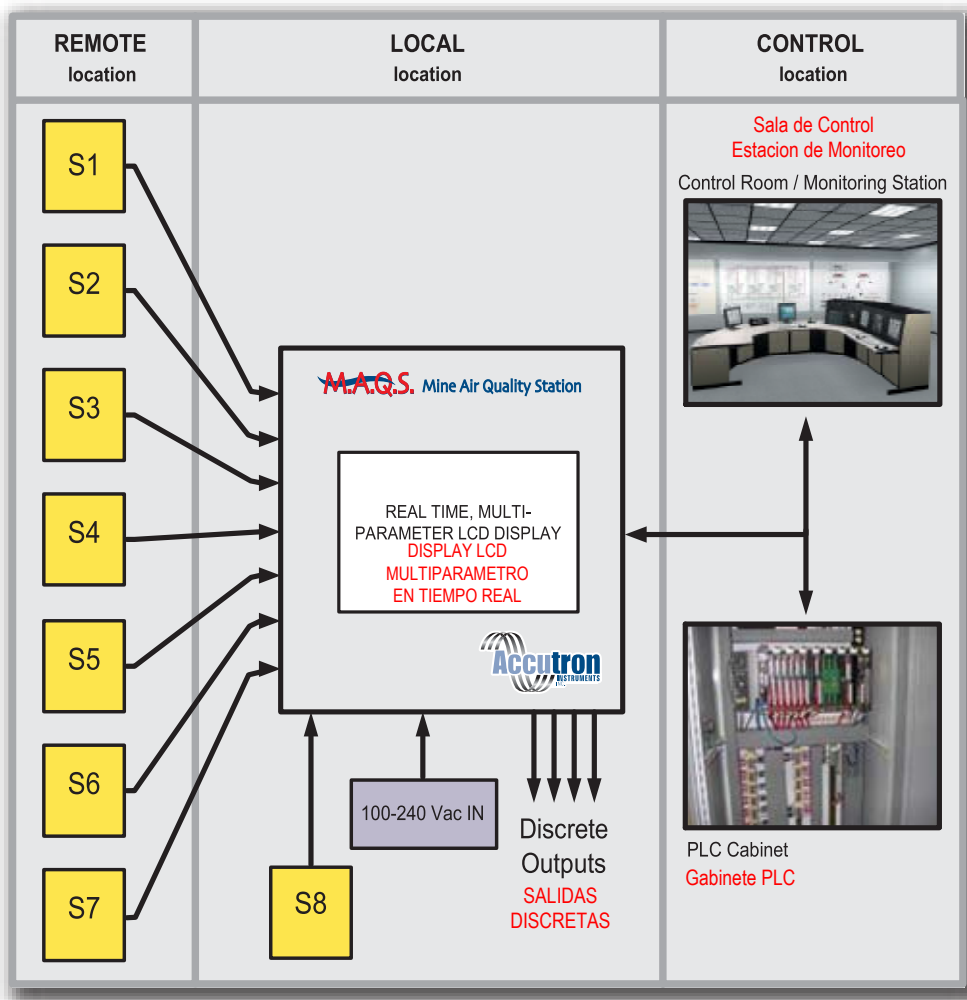 REMOTE
location
LOCAL
location
CONTROL
location
S1
S2
S3
S4
S5
S6
S7
M.A.Q.S. Mine Air Quality Station
REAL TIME, MULTI-
PARAMETER LCD DISPLAY
DISPLAY LCD
MULTIPARAMETRO
EN TIEMPO REAL
Accutron
INSTRUMENTS
S8
100-240 Vac IN
Discrete
Outputs
SALIDAS
DISCRETAS
Sala de Control
Estacion de Monitoreo
Control Room / Monitoring Station
PLC Cabinet
Gabinete PLC